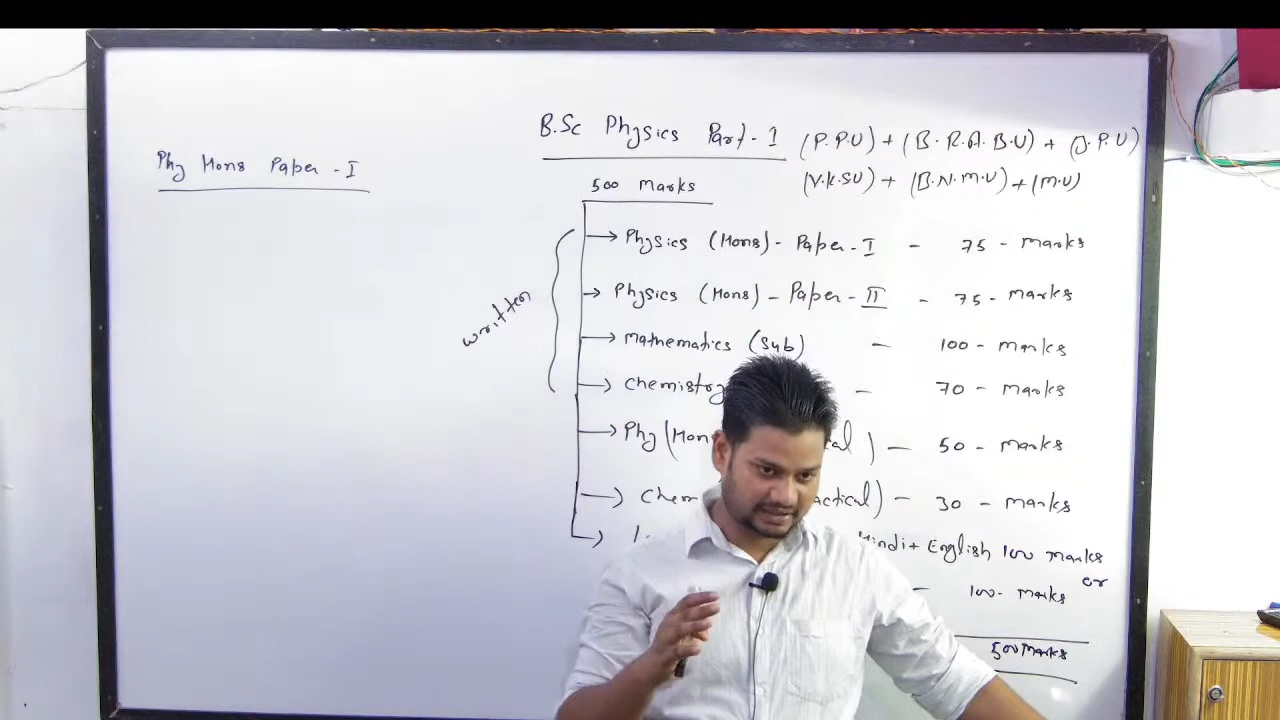 Phy Hons Paper - I
B.Sc Physics Part - I (P.P.U) + (B.R.A.B.U) + (J.P.U)
(V.K.SU) + (B.N.M.U) + (M.U)
500 Marks
written
Physics (Hons) - Paper - I - 75 - marks
Physics (Hons) - Paper - II - 75 - marks
mathematics (Sub) - 100 - marks
chemistry - 70 - marks
Phy (Hon ) - 50 - marks
chem ) - 30 - marks
Hindi + English 100 marks
or
- 100 - marks
500 marks